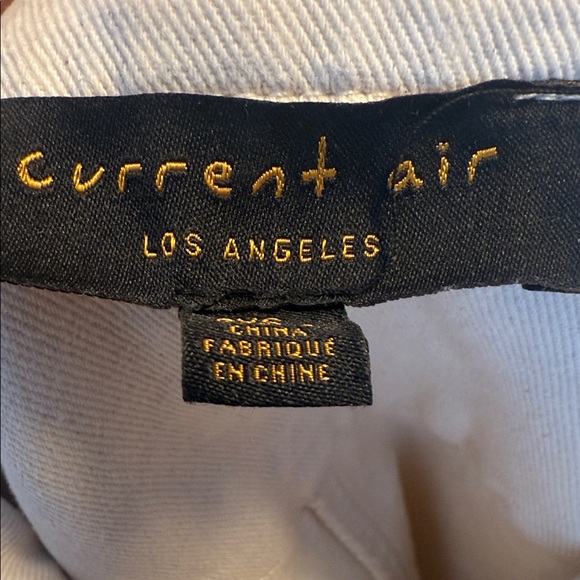 current air
LOS ANGELES
CHINA
FABRIQUÉ
EN CHINE